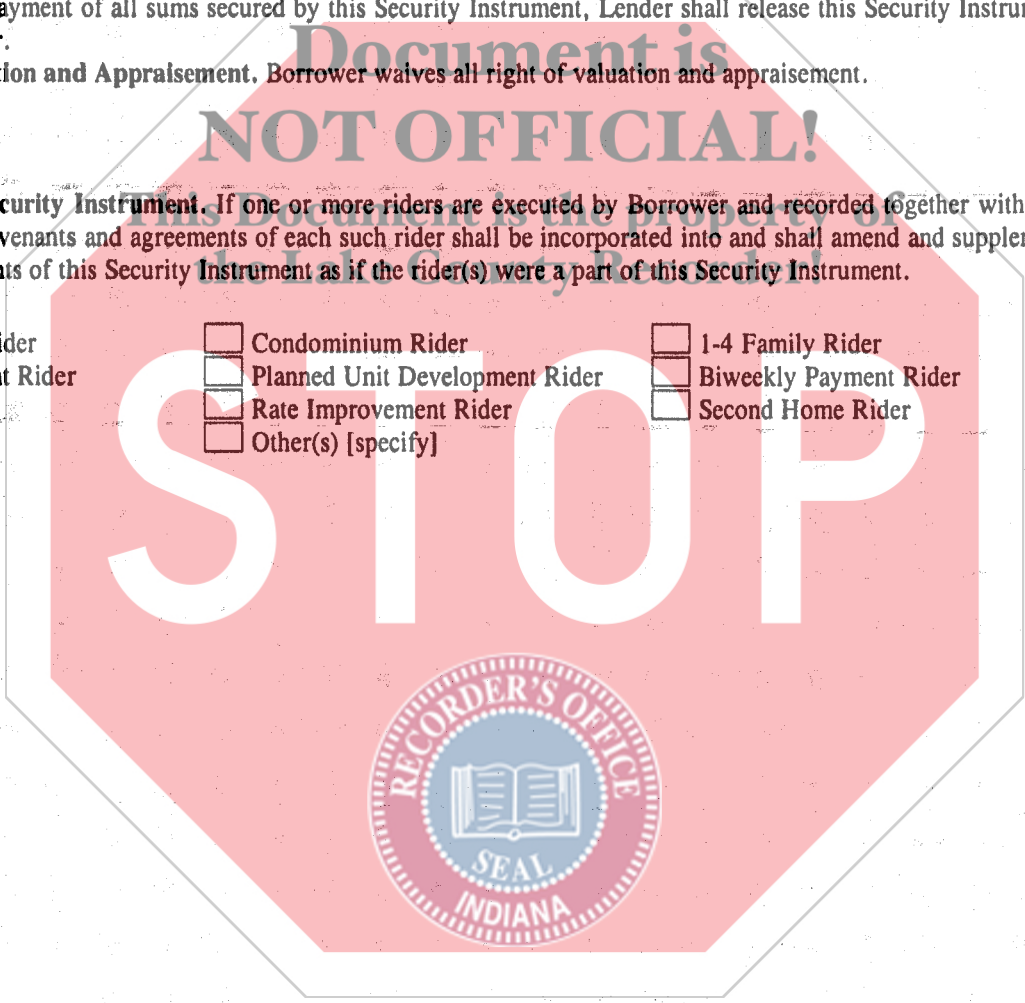 ayment of all sums secured by this Security Instrument, Lender shall release this Security Instrum
r.
Document is
tion and Appraisement. Borrower waives all right of valuation and appraisement.
NOT OFFICIAL!
This Document is the property of
curity Instrument. If one or more riders are executed by Borrower and recorded together with
venants and agreements of each such rider shall be incorporated into and shall amend and supplem
the Lake County Recorder!
ts of this Security Instrument as if the rider(s) were a part of this Security Instrument.
ider Condominium Rider 1-4 Family Rider
t Rider Planned Unit Development Rider Biweekly Payment Rider
Rate Improvement Rider Second Home Rider
Other(s) [specify]
STOP
RECORDER'S OFFICE
SEAL
INDIANA